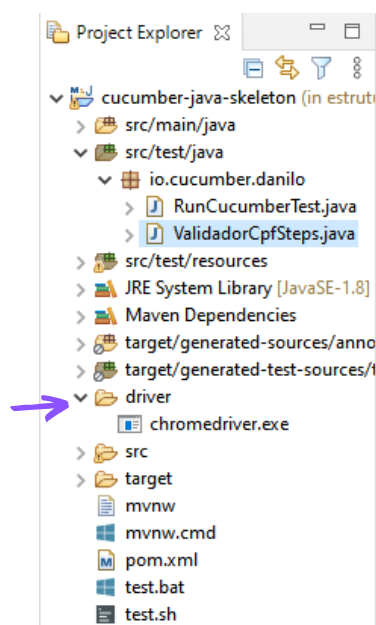 Project Explorer
cucumber-java-skeleton (in estrut
src/main/java
src/test/java
io.cucumber.danilo
RunCucumberTest.java
ValidadorCpfSteps.java
src/test/resources
JRE System Library [JavaSE-1.8]
Maven Dependencies
target/generated-sources/anno
target/generated-test-sources/t
driver
chromedriver.exe
src
target
mvnw
mvnw.cmd
pom.xml
test.bat
test.sh